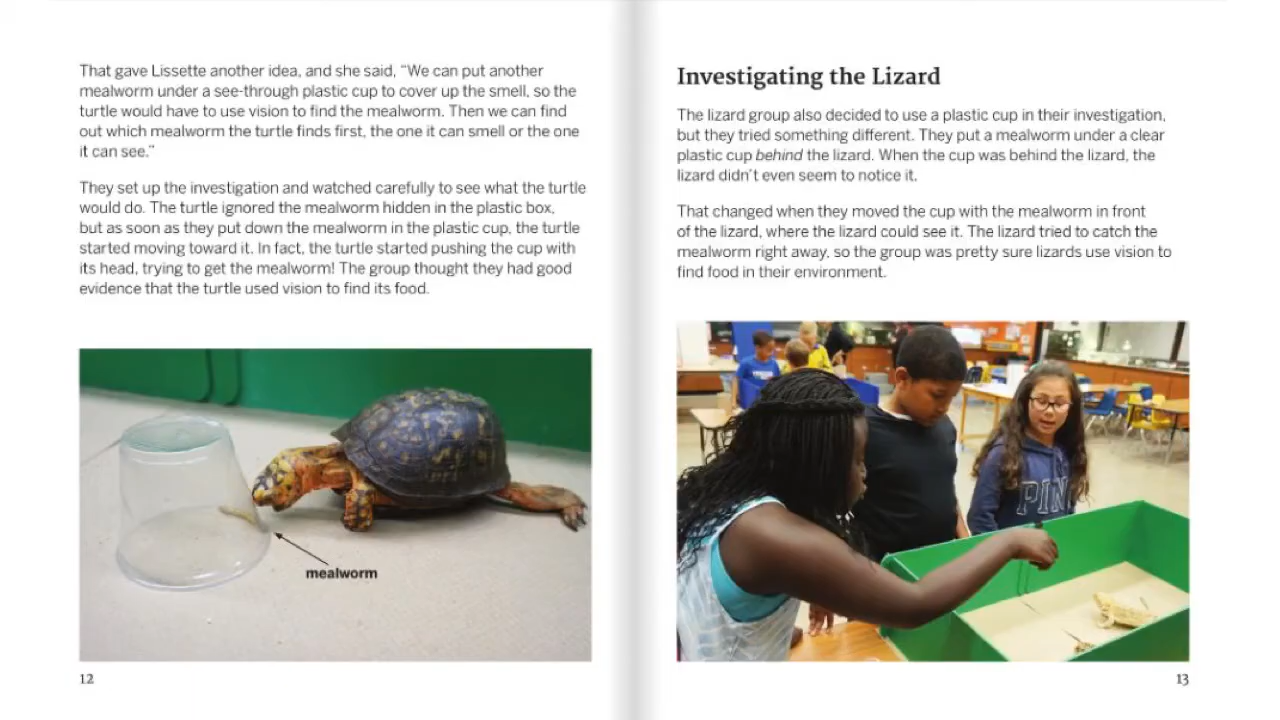 That gave Lissette another idea, and she said, “We can put another
mealworm under a see-through plastic cup to cover up the smell, so the
turtle would have to use vision to find the mealworm. Then we can find
out which mealworm the turtle finds first, the one it can smell or the one
it can see.”
They set up the investigation and watched carefully to see what the turtle
would do. The turtle ignored the mealworm hidden in the plastic box,
but as soon as they put down the mealworm in the plastic cup, the turtle
started moving toward it. In fact, the turtle started pushing the cup with
its head, trying to get the mealworm! The group thought they had good
evidence that the turtle used vision to find its food.
mealworm
12
Investigating the Lizard
The lizard group also decided to use a plastic cup in their investigation,
but they tried something different. They put a mealworm under a clear
plastic cup behind the lizard. When the cup was behind the lizard, the
lizard didn’t even seem to notice it.
That changed when they moved the cup with the mealworm in front
of the lizard, where the lizard could see it. The lizard tried to catch the
mealworm right away, so the group was pretty sure lizards use vision to
find food in their environment.
PINK
13